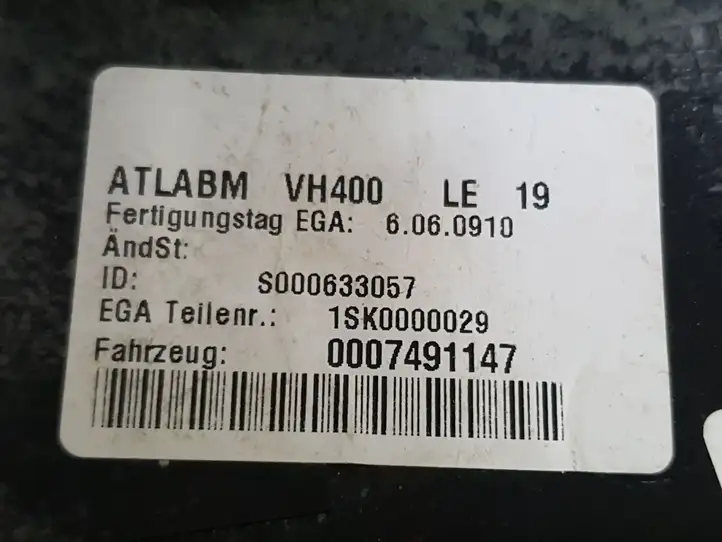 ATLABM VH400 LE 19
Fertigungstag EGA: 6.06.0910
ÄndSt:
ID: S000633057
EGA Teilenr.: 1SK0000029
Fahrzeug: 0007491147